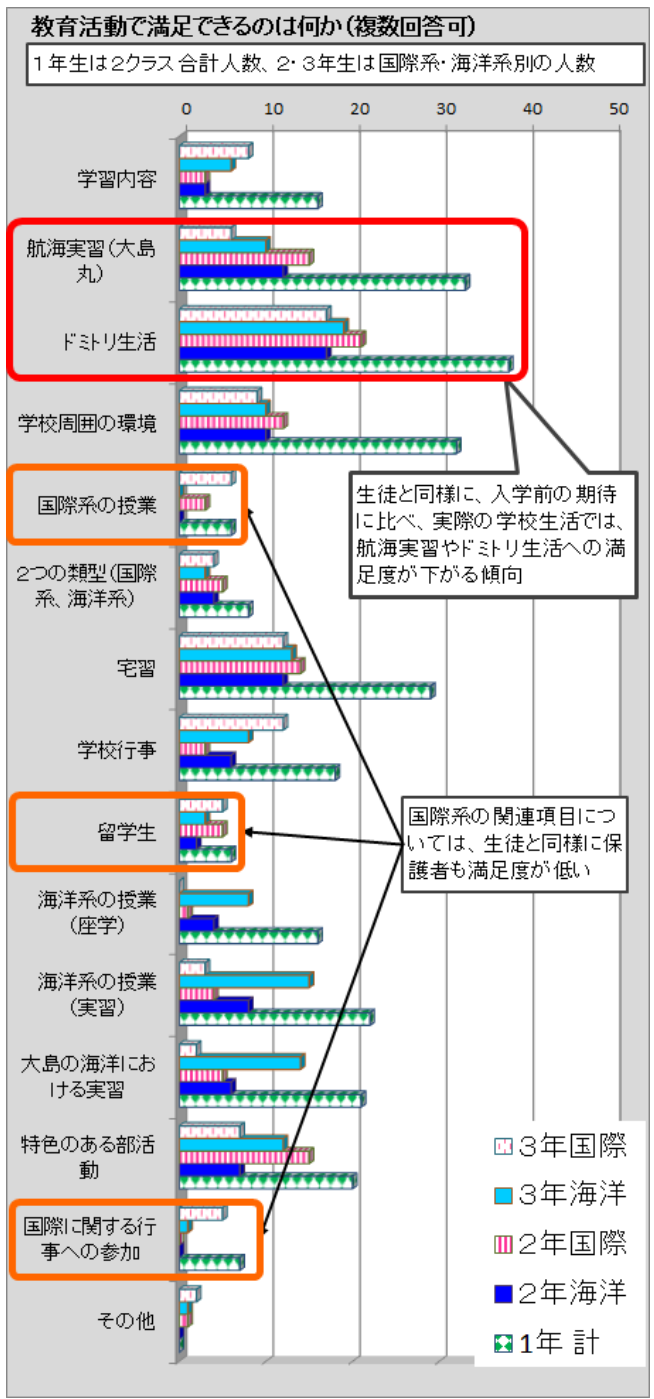 教育活動で満足できるのは何か(複数回答可)
1年生は2クラス合計人数、2・3年生は国際系・海洋系別の人数
0 10 20 30 40 50
学習内容
航海実習(大島
丸)
ドミトリ生活
学校周囲の環境
国際系の授業
2つの類型(国際
系、海洋系)
宅習
学校行事
留学生
海洋系の授業
(座学)
海洋系の授業
(実習)
大島の海洋にお
ける実習
特色のある部活
動
国際に関する行
事への参加
その他
生徒と同様に、入学前の期待
に比べ、実際の学校生活では、
航海実習やドミトリ生活への満
足度が下がる傾向
国際系の関連項目につ
いては、生徒と同様に保
護者も満足度が低い
3年国際
3年海洋
2年国際
2年海洋
1年 計